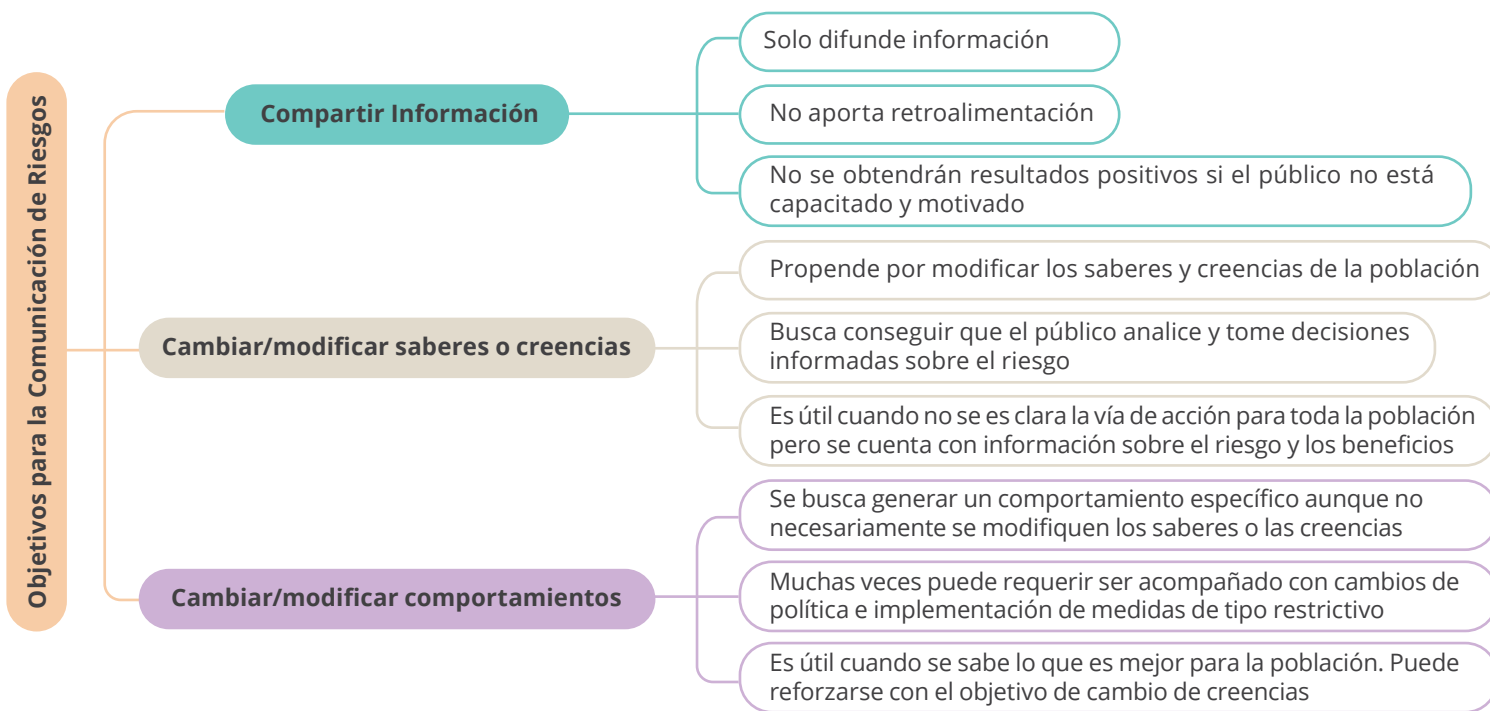 Objetivos para la Comunicación de Riesgos
Compartir Información
Solo difunde información
No aporta retroalimentación
No se obtendrán resultados positivos si el público no está
capacitado y motivado
Cambiar/modificar saberes o creencias
Propende por modificar los saberes y creencias de la población
Busca conseguir que el público analice y tome decisiones
informadas sobre el riesgo
Es útil cuando no se es clara la vía de acción para toda la población
pero se cuenta con información sobre el riesgo y los beneficios
Cambiar/modificar comportamientos
Se busca generar un comportamiento específico aunque no
necesariamente se modifiquen los saberes o las creencias
Muchas veces puede requerir ser acompañado con cambios de
política e implementación de medidas de tipo restrictivo
Es útil cuando se sabe lo que es mejor para la población. Puede
reforzarse con el objetivo de cambio de creencias